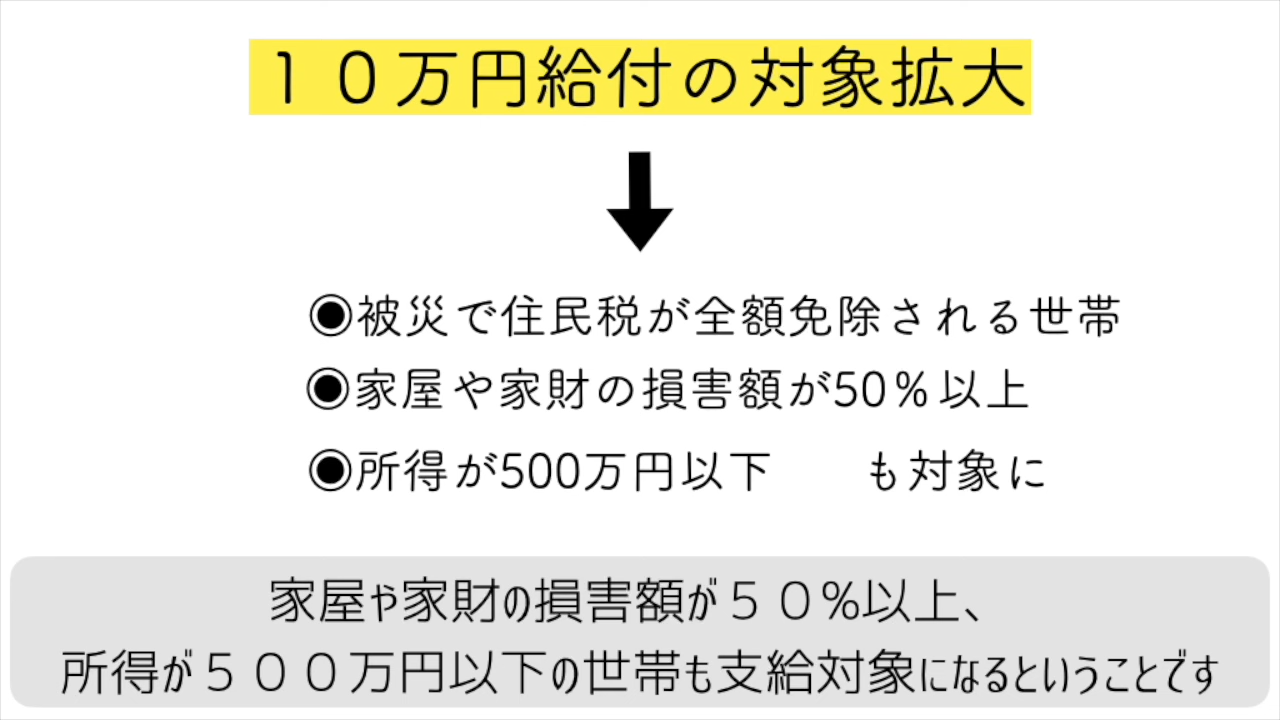 １０万円給付の対象拡大
◉被災で住民税が全額免除される世帯
◉家屋や家財の損害額が50％以上
◉所得が500万円以下　　も対象に
家屋や家財の損害額が５０％以上、
所得が５００万円以下の世帯も支給対象になるということです